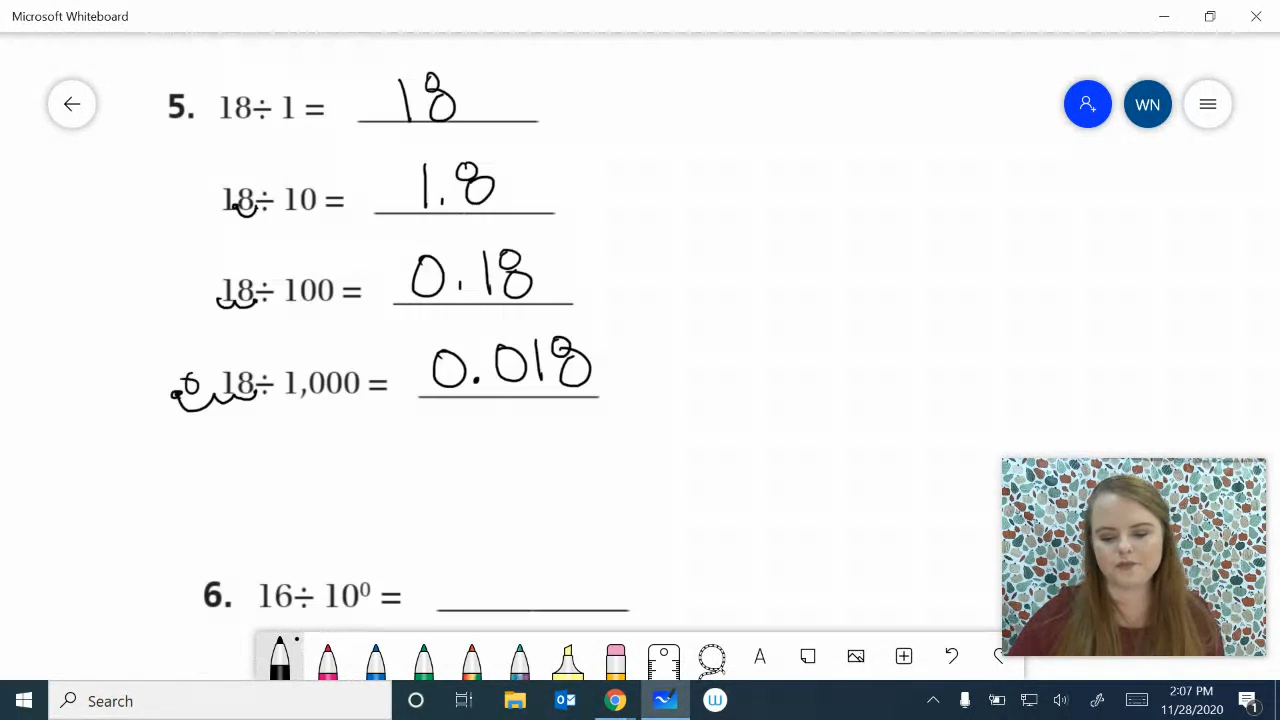 Microsoft Whiteboard
5. 18÷ 1 = 18
WN
18÷ 10 = 1.8
18÷ 100 = 0.18
0 18÷ 1,000 = 0.018
6. 16÷ 10⁰ =
A
Search
2:07 PM
11/28/2020
1